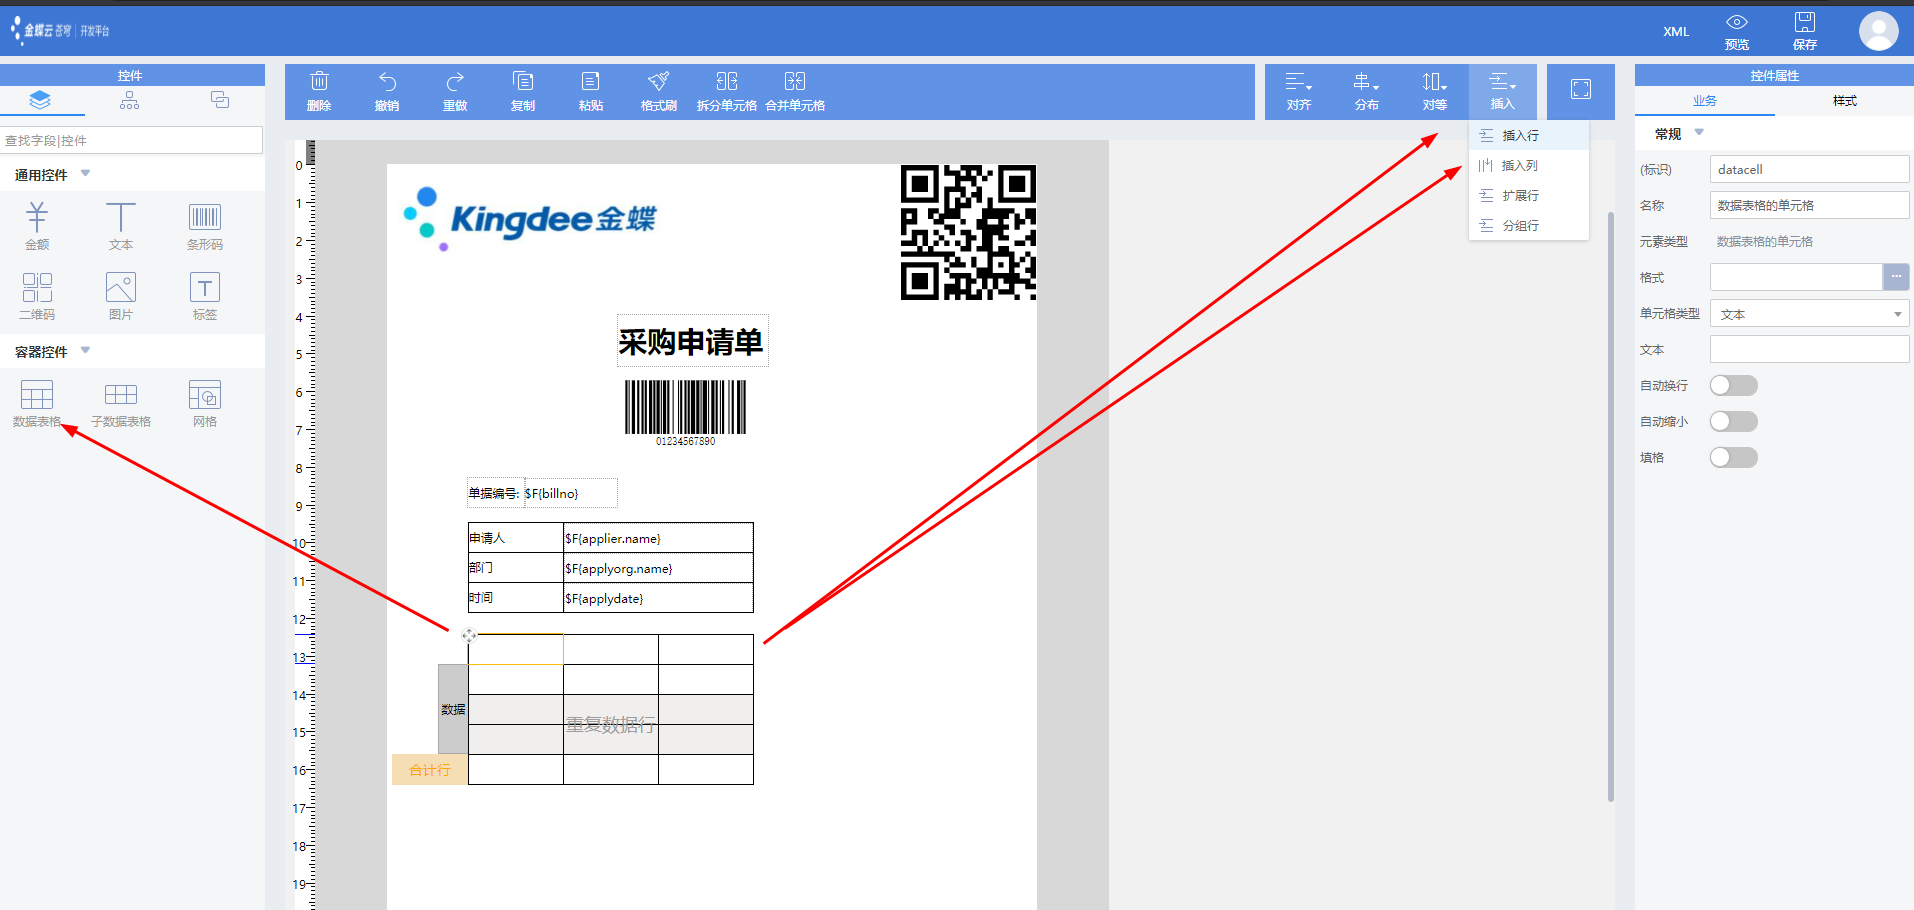 金蝶云 苍穹 | 开发平台
XML
预览
保存
控件
查找字段|控件
通用控件
金额
文本
条形码
二维码
图片
标签
容器控件
数据表格
子数据表格
网格
删除
撤销
重做
复制
粘贴
格式刷
拆分单元格
合并单元格
对齐
分布
对等
插入
插入行
插入列
扩展行
分组行
0
1
2
3
4
5
6
7
8
9
10
11
12
13
14
15
16
17
18
19
Kingdee金蝶
采购申请单
01234567890
单据编号: $F{billno}
申请人 $F{applier.name}
部门 $F{applyorg.name}
时间 $F{applydate}
数据
重复数据行
合计行
控件属性
业务
样式
常规
(标识) datacell
名称 数据表格的单元格
元素类型 数据表格的单元格
格式 ...
单元格类型 文本
文本
自动换行
自动缩小
填格